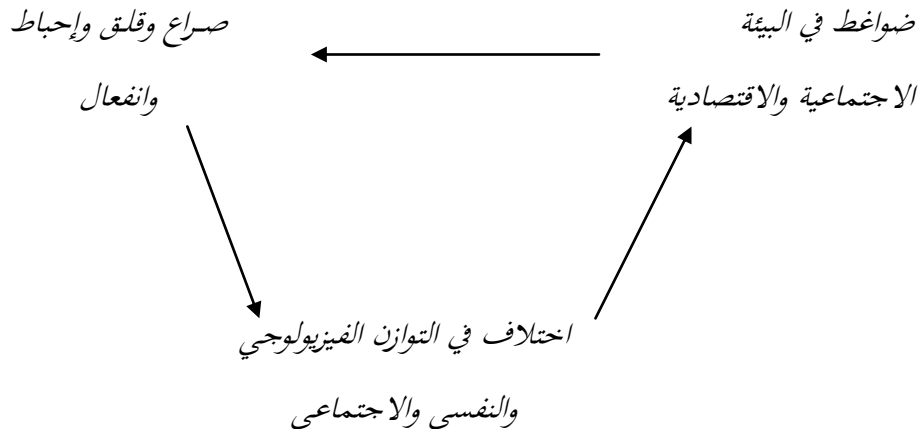 ضواغط في البيئة
الاجتماعية والاقتصادية
صراع وقلق وإحباط
وانفعال
اختلاف في التوازن الفيزيولوجي
والنفسي والاجتماعي